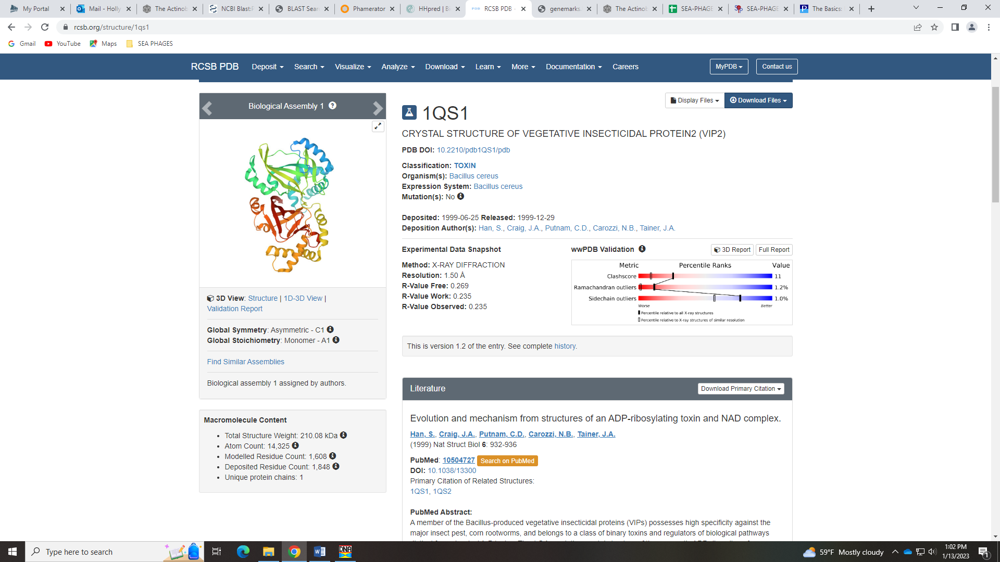 My Portal
Mail - Holly
The Actinob
NCBI BlastP
BLAST Sear
Phamerator
HHpred | Bi
RCSB PDB -
genemarks.
The Actinob
SEA-PHAGE
SEA-PHAGE
The Basics:
rcsb.org/structure/1qs1
Gmail YouTube Maps SEA PHAGES
RCSB PDB Deposit Search Visualize Analyze Download Learn More Documentation Careers MyPDB Contact us
Biological Assembly 1
Display Files Download Files
1QS1
CRYSTAL STRUCTURE OF VEGETATIVE INSECTICIDAL PROTEIN2 (VIP2)
PDB DOI: 10.2210/pdb1QS1/pdb
Classification: TOXIN
Organism(s): Bacillus cereus
Expression System: Bacillus cereus
Mutation(s): No
Deposited: 1999-06-25 Released: 1999-12-29
Deposition Author(s): Han, S., Craig, J.A., Putnam, C.D., Carozzi, N.B., Tainer, J.A.
Experimental Data Snapshot
Method: X-RAY DIFFRACTION
Resolution: 1.50 Å
R-Value Free: 0.269
R-Value Work: 0.235
R-Value Observed: 0.235
wwPDB Validation 3D Report Full Report
Metric Percentile Ranks Value
Clashscore 11
Ramachandran outliers 1.2%
Sidechain outliers 1.0%
Worse Better
Percentile relative to all X-ray structures
Percentile relative to X-ray structures of similar resolution
This is version 1.2 of the entry. See complete history.
3D View: Structure | 1D-3D View |
Validation Report
Global Symmetry: Asymmetric - C1
Global Stoichiometry: Monomer - A1
Find Similar Assemblies
Biological assembly 1 assigned by authors.
Macromolecule Content
• Total Structure Weight: 210.08 kDa
• Atom Count: 14,325
• Modelled Residue Count: 1,608
• Deposited Residue Count: 1,848
• Unique protein chains: 1
Literature Download Primary Citation
Evolution and mechanism from structures of an ADP-ribosylating toxin and NAD complex.
Han, S., Craig, J.A., Putnam, C.D., Carozzi, N.B., Tainer, J.A.
(1999) Nat Struct Biol 6: 932-936
PubMed: 10504727 Search on PubMed
DOI: 10.1038/13300
Primary Citation of Related Structures:
1QS1, 1QS2
PubMed Abstract:
A member of the Bacillus-produced vegetative insecticidal proteins (VIPs) possesses high specificity against the
major insect pest, corn rootworms, and belongs to a class of binary toxins and regulators of biological pathways
Type here to search
DNA
59°F Mostly cloudy
1:02 PM
1/13/2023
1